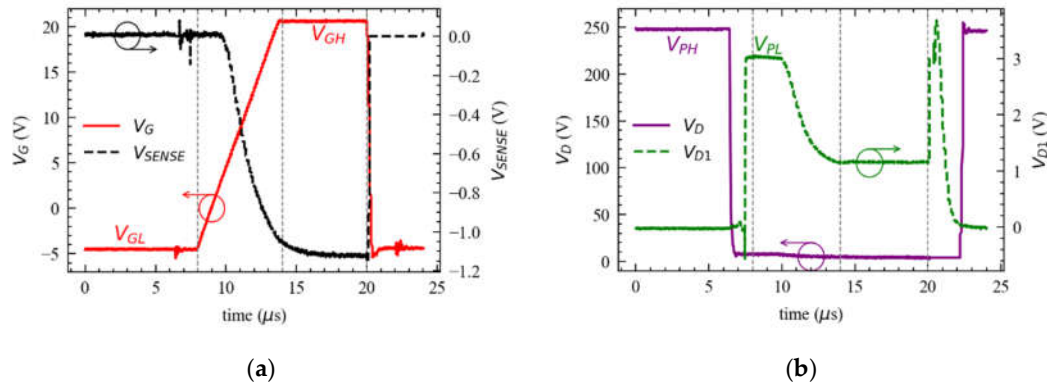 20
15
10
5
0
−5
V_G (V)
V_GH
V_G
V_SENSE
V_GL
0.0
−0.2
−0.4
−0.6
−0.8
−1.0
−1.2
V_SENSE (V)
0 5 10 15 20 25
time (μs)
(a)
250
200
150
100
50
0
V_D (V)
V_PH
V_PL
V_D
V_D1
3
2
1
0
V_D1 (V)
0 5 10 15 20 25
time (μs)
(b)